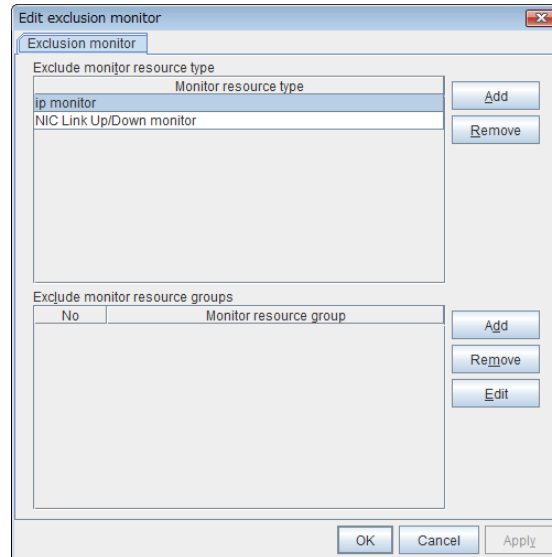 Edit exclusion monitor
Exclusion monitor
Exclude monitor resource type
Monitor resource type
ip monitor
NIC Link Up/Down monitor
Add
Remove
Exclude monitor resource groups
No Monitor resource group
Add
Remove
Edit
OK Cancel Apply